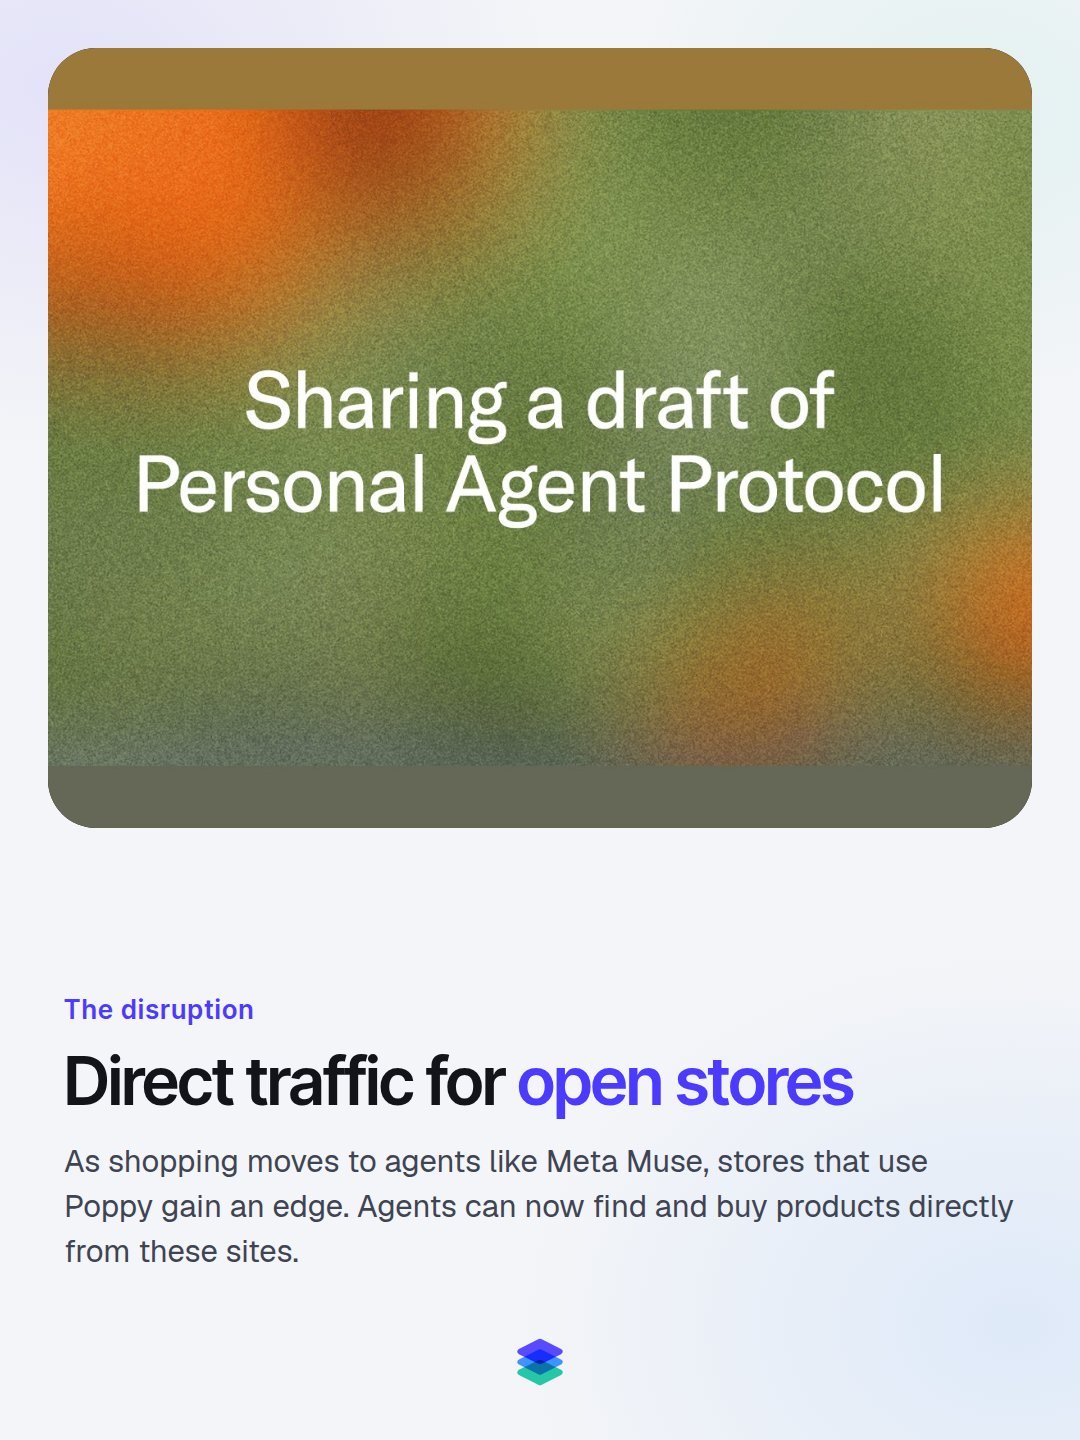 Sharing a draft of
Personal Agent Protocol
The disruption
Direct traffic for open stores
As shopping moves to agents like Meta Muse, stores that use
Poppy gain an edge. Agents can now find and buy products directly
from these sites.